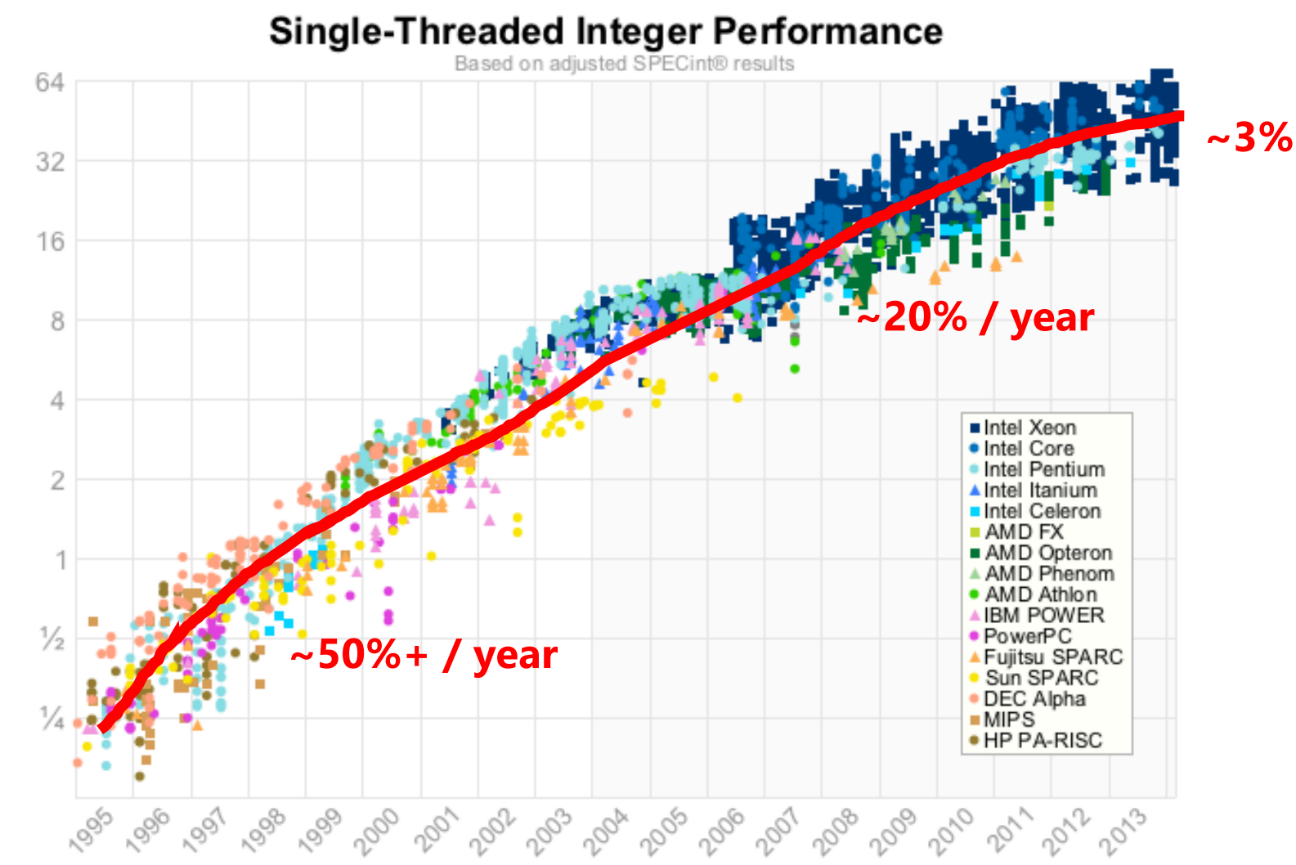 Single-Threaded Integer Performance
Based on adjusted SPECint® results
64
32
16
8
4
2
1
½
¼
~3%
~20% / year
~50%+ / year
Intel Xeon
Intel Core
Intel Pentium
Intel Itanium
Intel Celeron
AMD FX
AMD Opteron
AMD Phenom
AMD Athlon
IBM POWER
PowerPC
Fujitsu SPARC
Sun SPARC
DEC Alpha
MIPS
HP PA-RISC
1995 1996 1997 1998 1999 2000 2001 2002 2003 2004 2005 2006 2007 2008 2009 2010 2011 2012 2013